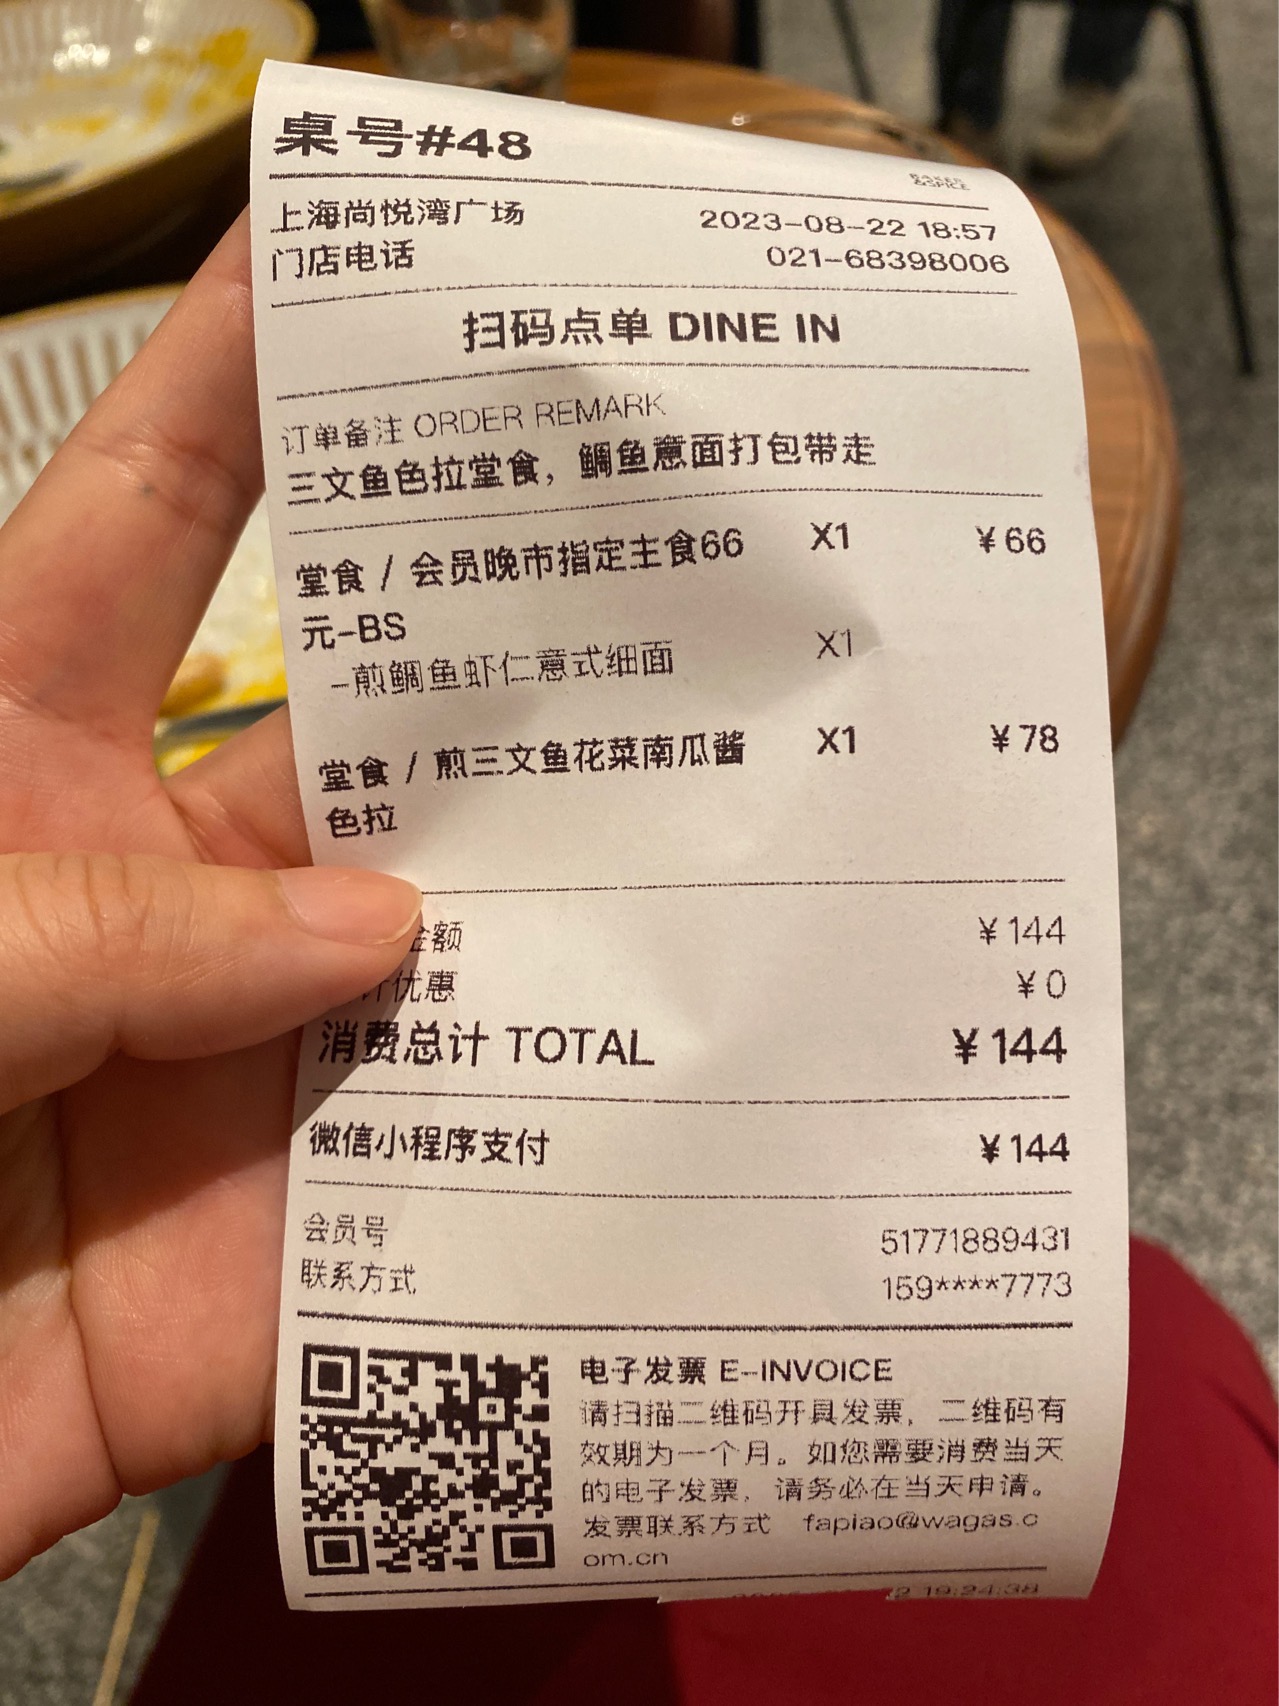 桌号#48
BAKER
&SPICE
上海尚悦湾广场 2023-08-22 18:57
门店电话 021-68398006
扫码点单 DINE IN
订单备注 ORDER REMARK
三文鱼色拉堂食，鲷鱼意面打包带走
堂食 / 会员晚市指定主食66 X1 ¥66
元-BS
-煎鲷鱼虾仁意式细面 X1
堂食 / 煎三文鱼花菜南瓜酱 X1 ¥78
色拉
金额 ¥144
计优惠 ¥0
消费总计 TOTAL ¥144
微信小程序支付 ¥144
会员号 51771889431
联系方式 159****7773
电子发票 E-INVOICE
请扫描二维码开具发票，二维码有
效期为一个月。如您需要消费当天
的电子发票，请务必在当天申请。
发票联系方式 fapiao@wagas.c
om.cn
2 19:24:38